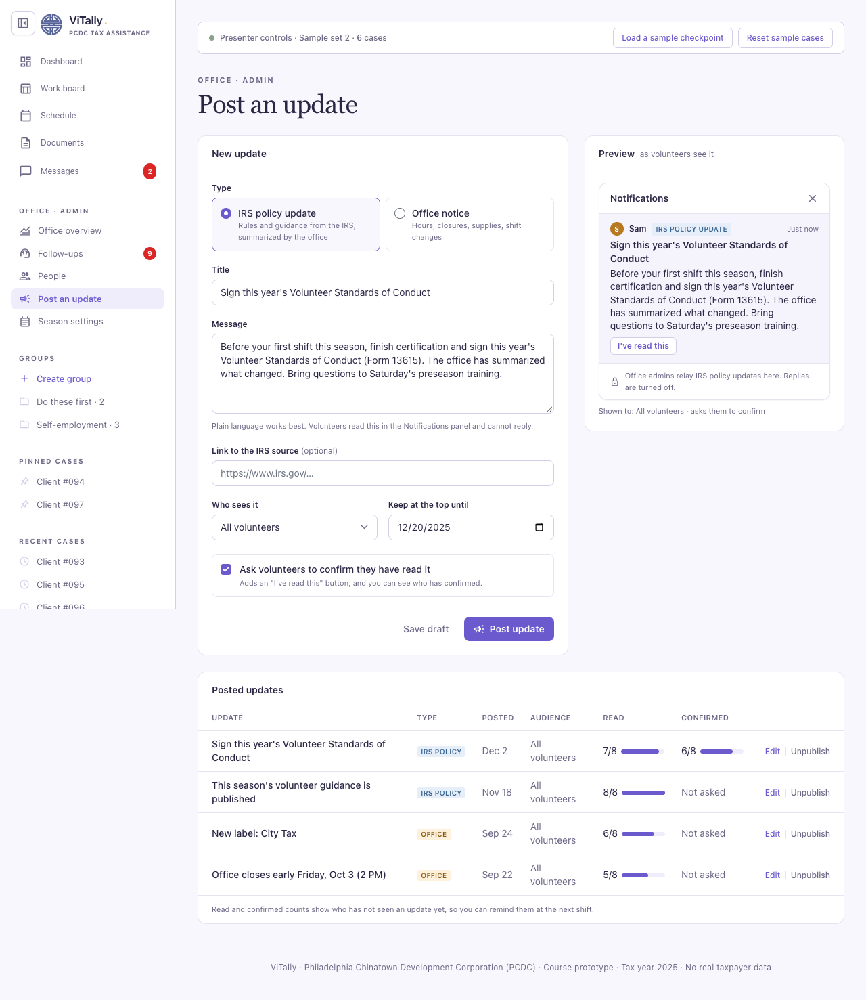 ViTally.
PCDC TAX ASSISTANCE
Dashboard
Work board
Schedule
Documents
Messages
2
OFFICE · ADMIN
Office overview
Follow-ups
9
People
Post an update
Season settings
GROUPS
Create group
Do these first · 2
Self-employment · 3
PINNED CASES
Client #094
Client #097
RECENT CASES
Client #093
Client #095
Client #096
Presenter controls · Sample set 2 · 6 cases
Load a sample checkpoint
Reset sample cases
OFFICE · ADMIN
Post an update
New update
Type
IRS policy update
Rules and guidance from the IRS,
summarized by the office
Office notice
Hours, closures, supplies, shift
changes
Title
Sign this year's Volunteer Standards of Conduct
Message
Before your first shift this season, finish certification and sign this year's
Volunteer Standards of Conduct (Form 13615). The office has summarized
what changed. Bring questions to Saturday's preseason training.
Plain language works best. Volunteers read this in the Notifications panel and cannot reply.
Link to the IRS source (optional)
https://www.irs.gov/...
Who sees it
All volunteers
Keep at the top until
12/20/2025
Ask volunteers to confirm they have read it
Adds an "I've read this" button, and you can see who has confirmed.
Save draft
Post update
Preview as volunteers see it
Notifications
S Sam IRS POLICY UPDATE Just now
Sign this year's Volunteer Standards of
Conduct
Before your first shift this season, finish
certification and sign this year's Volunteer
Standards of Conduct (Form 13615). The office
has summarized what changed. Bring
questions to Saturday's preseason training.
I've read this
Office admins relay IRS policy updates here. Replies
are turned off.
Shown to: All volunteers · asks them to confirm
Posted updates
UPDATE TYPE POSTED AUDIENCE READ CONFIRMED
Sign this year's Volunteer Standards of
Conduct
IRS POLICY
Dec 2
All
volunteers
7/8
6/8
Edit | Unpublish
This season's volunteer guidance is
published
IRS POLICY
Nov 18
All
volunteers
8/8
Not asked
Edit | Unpublish
New label: City Tax
OFFICE
Sep 24
All
volunteers
6/8
Not asked
Edit | Unpublish
Office closes early Friday, Oct 3 (2 PM)
OFFICE
Sep 22
All
volunteers
5/8
Not asked
Edit | Unpublish
Read and confirmed counts show who has not seen an update yet, so you can remind them at the next shift.
ViTally · Philadelphia Chinatown Development Corporation (PCDC) · Course prototype · Tax year 2025 · No real taxpayer data